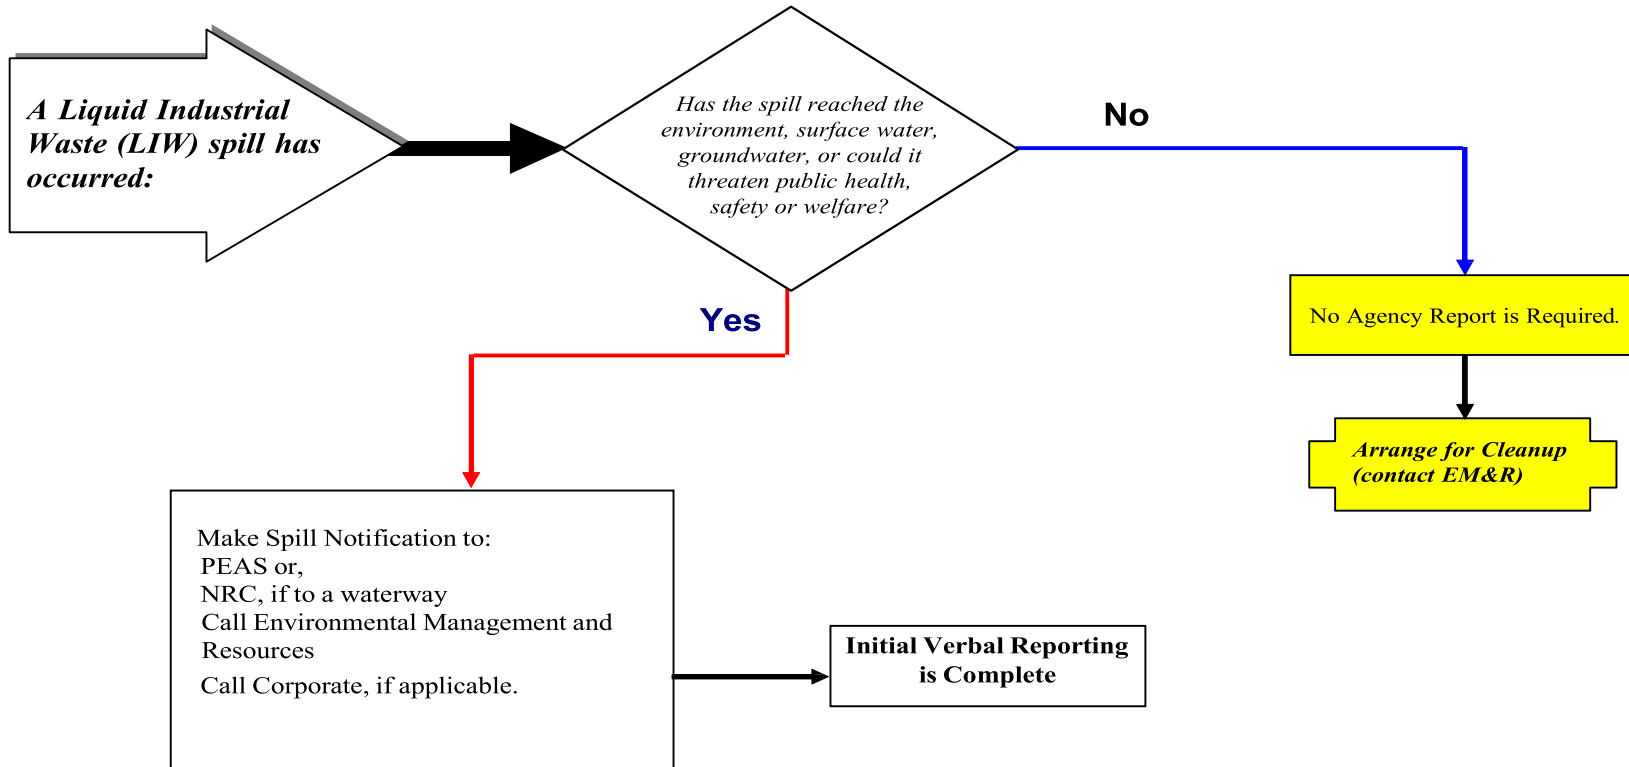 A Liquid Industrial
Waste (LIW) spill has
occurred:
Has the spill reached the
environment, surface water,
groundwater, or could it
threaten public health,
safety or welfare?
No
Yes
No Agency Report is Required.
Arrange for Cleanup
(contact EM&R)
Make Spill Notification to:
PEAS or,
NRC, if to a waterway
Call Environmental Management and
Resources
Call Corporate, if applicable.
Initial Verbal Reporting
is Complete